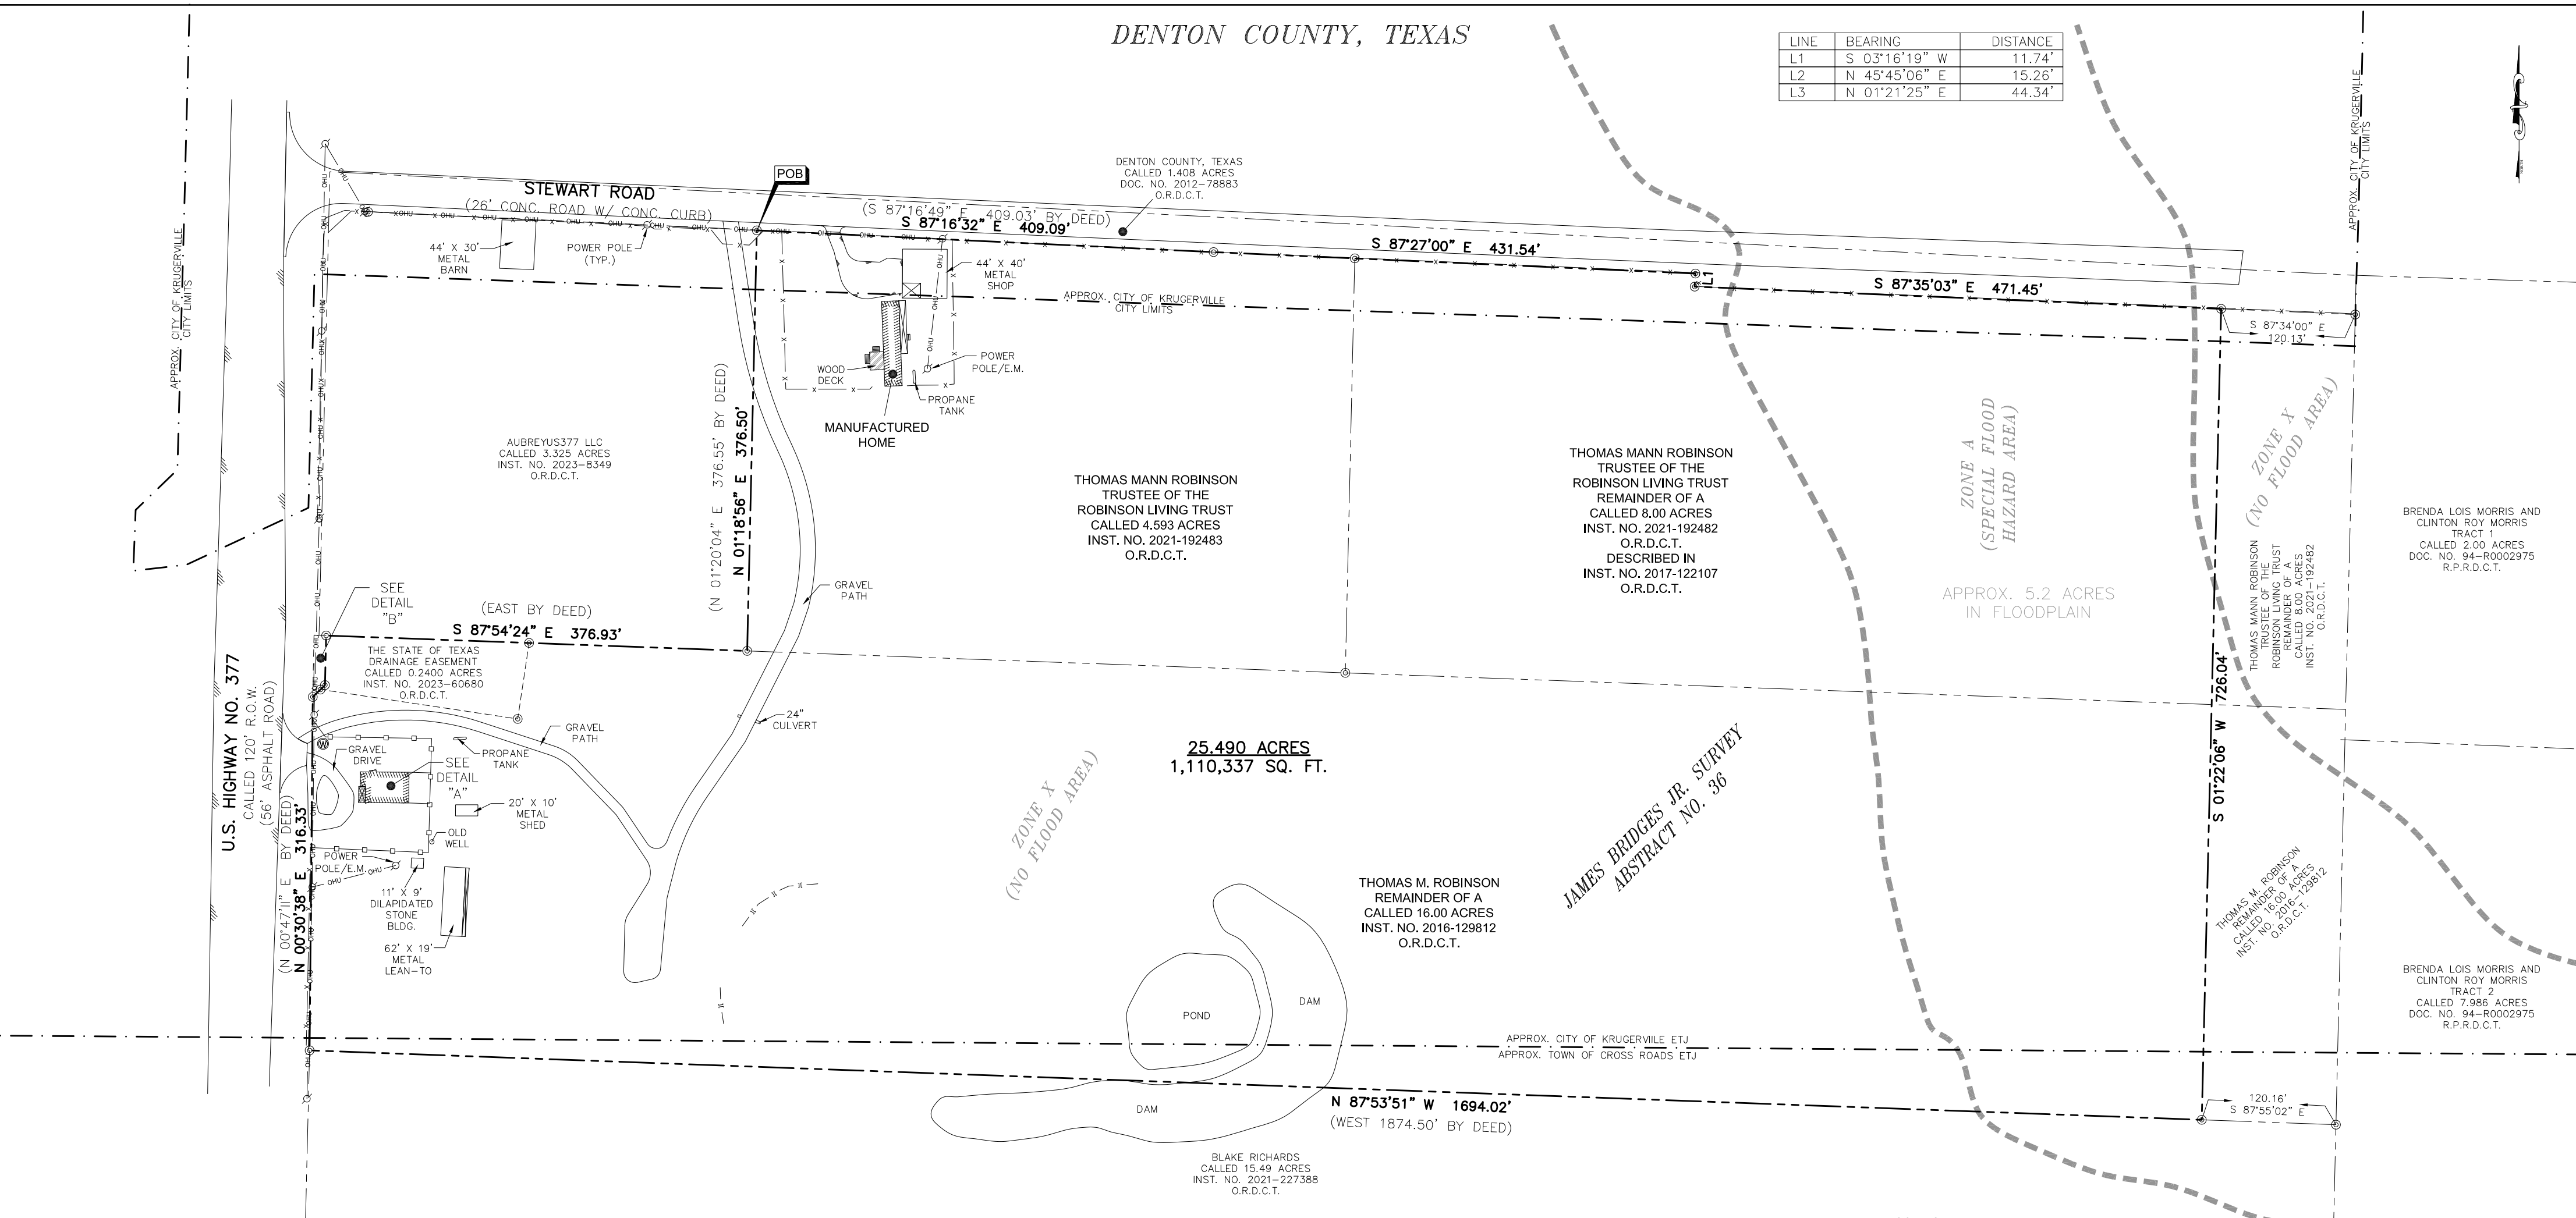 DENTON COUNTY, TEXAS
LINE BEARING DISTANCE
L1 S 03°16'19" W 11.74'
L2 N 45°45'06" E 15.26'
L3 N 01°21'25" E 44.34'
APPROX. CITY OF KRUGERVILLE
CITY LIMITS
APPROX. CITY OF KRUGERVILLE
CITY LIMITS
STEWART ROAD
(26' CONC. ROAD W/ CONC. CURB)
POB
DENTON COUNTY, TEXAS
CALLED 1.408 ACRES
DOC. NO. 2012-78883
O.R.D.C.T.
(S 87°16'49" E 409.03' BY DEED)
S 87°16'32" E 409.09'
S 87°27'00" E 431.54'
L1
S 87°35'03" E 471.45'
S 87°34'00" E
120.13'
44' X 30'
METAL
BARN
POWER POLE
(TYP.)
44' X 40'
METAL
SHOP
APPROX. CITY OF KRUGERVILLE
CITY LIMITS
WOOD
DECK
POWER
POLE/E.M.
PROPANE
TANK
MANUFACTURED
HOME
AUBREYUS377 LLC
CALLED 3.325 ACRES
INST. NO. 2023-8349
O.R.D.C.T.
(N 01°20'04" E 376.55' BY DEED)
N 01°18'56" E 376.50'
THOMAS MANN ROBINSON
TRUSTEE OF THE
ROBINSON LIVING TRUST
CALLED 4.593 ACRES
INST. NO. 2021-192483
O.R.D.C.T.
THOMAS MANN ROBINSON
TRUSTEE OF THE
ROBINSON LIVING TRUST
REMAINDER OF A
CALLED 8.00 ACRES
INST. NO. 2021-192482
O.R.D.C.T.
DESCRIBED IN
INST. NO. 2017-122107
O.R.D.C.T.
ZONE A
(SPECIAL FLOOD
HAZARD AREA)
ZONE X
(NO FLOOD AREA)
APPROX. 5.2 ACRES
IN FLOODPLAIN
THOMAS MANN ROBINSON
TRUSTEE OF THE
ROBINSON LIVING TRUST
REMAINDER OF A
CALLED 8.00 ACRES
INST. NO. 2021-192482
O.R.D.C.T.
BRENDA LOIS MORRIS AND
CLINTON ROY MORRIS
TRACT 1
CALLED 2.00 ACRES
DOC. NO. 94-R0002975
R.P.R.D.C.T.
GRAVEL
PATH
SEE
DETAIL
"B"
(EAST BY DEED)
S 87°54'24" E 376.93'
THE STATE OF TEXAS
DRAINAGE EASEMENT
CALLED 0.2400 ACRES
INST. NO. 2023-60680
O.R.D.C.T.
U.S. HIGHWAY NO. 377
CALLED 120' R.O.W.
(56' ASPHALT ROAD)
24"
CULVERT
GRAVEL
PATH
W
GRAVEL
DRIVE
PROPANE
TANK
SEE
DETAIL
"A"
20' X 10'
METAL
SHED
OLD
WELL
POWER
POLE/E.M.
11' X 9'
DILAPIDATED
STONE
BLDG.
62' X 19'
METAL
LEAN-TO
(N 00°47'11" E BY DEED)
N 00°30'38" E 316.33'
25.490 ACRES
1,110,337 SQ. FT.
ZONE X
(NO FLOOD AREA)
JAMES BRIDGES JR. SURVEY
ABSTRACT NO. 36
S 01°22'06" W 726.04'
THOMAS M. ROBINSON
REMAINDER OF A
CALLED 16.00 ACRES
INST. NO. 2016-129812
O.R.D.C.T.
THOMAS M. ROBINSON
REMAINDER OF A
CALLED 16.00 ACRES
INST. NO. 2016-129812
O.R.D.C.T.
BRENDA LOIS MORRIS AND
CLINTON ROY MORRIS
TRACT 2
CALLED 7.986 ACRES
DOC. NO. 94-R0002975
R.P.R.D.C.T.
POND
DAM
DAM
APPROX. CITY OF KRUGERVIILE ETJ
APPROX. TOWN OF CROSS ROADS ETJ
N 87°53'51" W 1694.02'
(WEST 1874.50' BY DEED)
120.16'
S 87°55'02" E
BLAKE RICHARDS
CALLED 15.49 ACRES
INST. NO. 2021-227388
O.R.D.C.T.